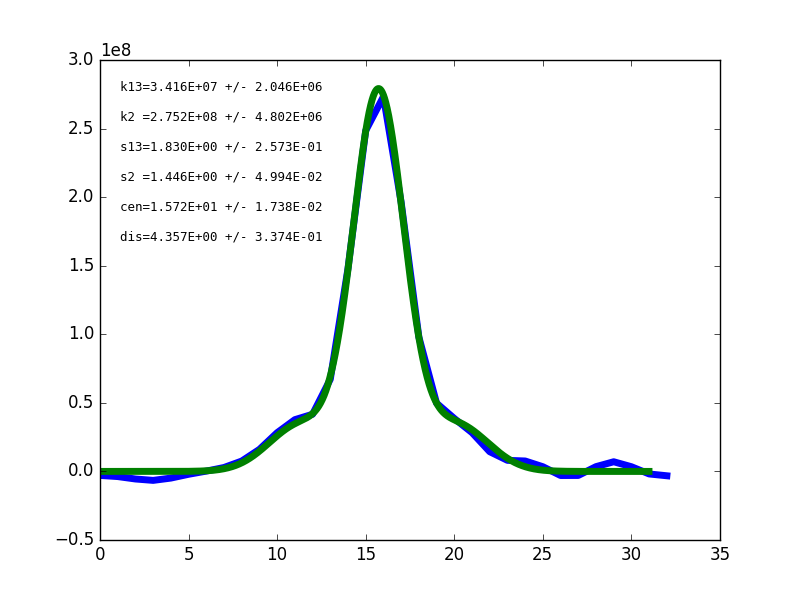 1e8
3.0
k13=3.416E+07 +/- 2.046E+06
k2 =2.752E+08 +/- 4.802E+06
2.5
s13=1.830E+00 +/- 2.573E-01
s2 =1.446E+00 +/- 4.994E-02
2.0
cen=1.572E+01 +/- 1.738E-02
dis=4.357E+00 +/- 3.374E-01
1.5
1.0
0.5
0.0
−0.5
0 5 10 15 20 25 30 35